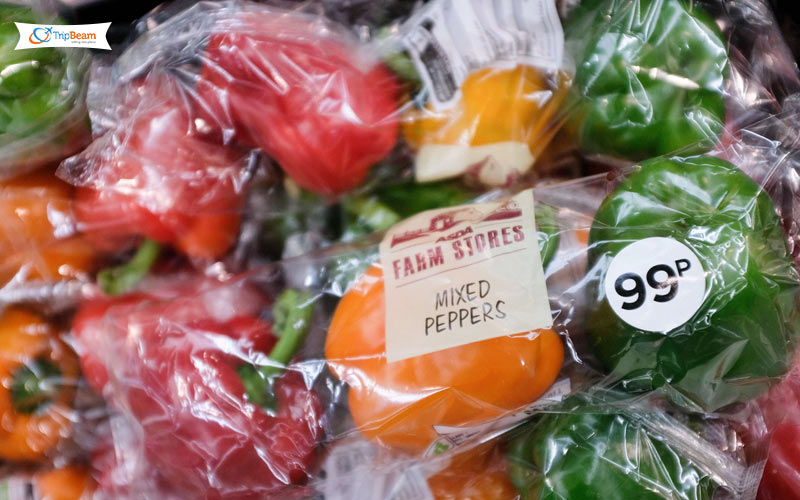 TripBeam
ASDA
FARM STORES
MIXED
PEPPERS
99P